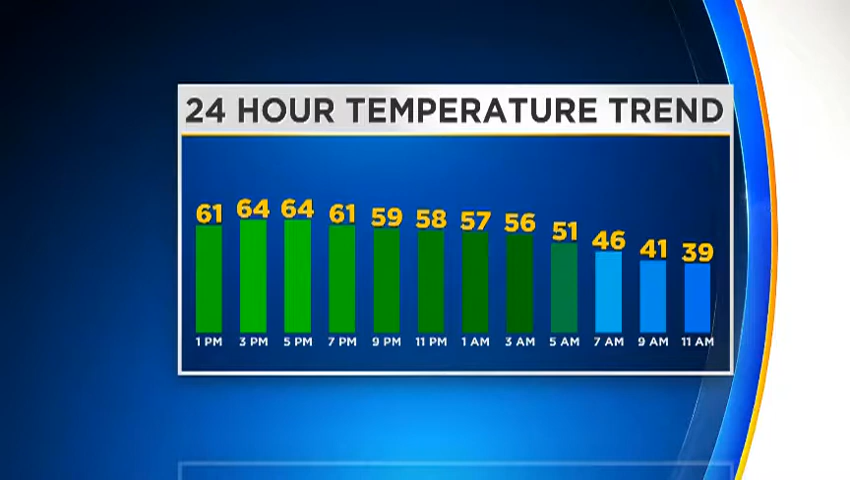 24 HOUR TEMPERATURE TREND
61 64 64 61 59 58 57 56 51 46 41 39
1 PM 3 PM 5 PM 7 PM 9 PM 11 PM 1 AM 3 AM 5 AM 7 AM 9 AM 11 AM